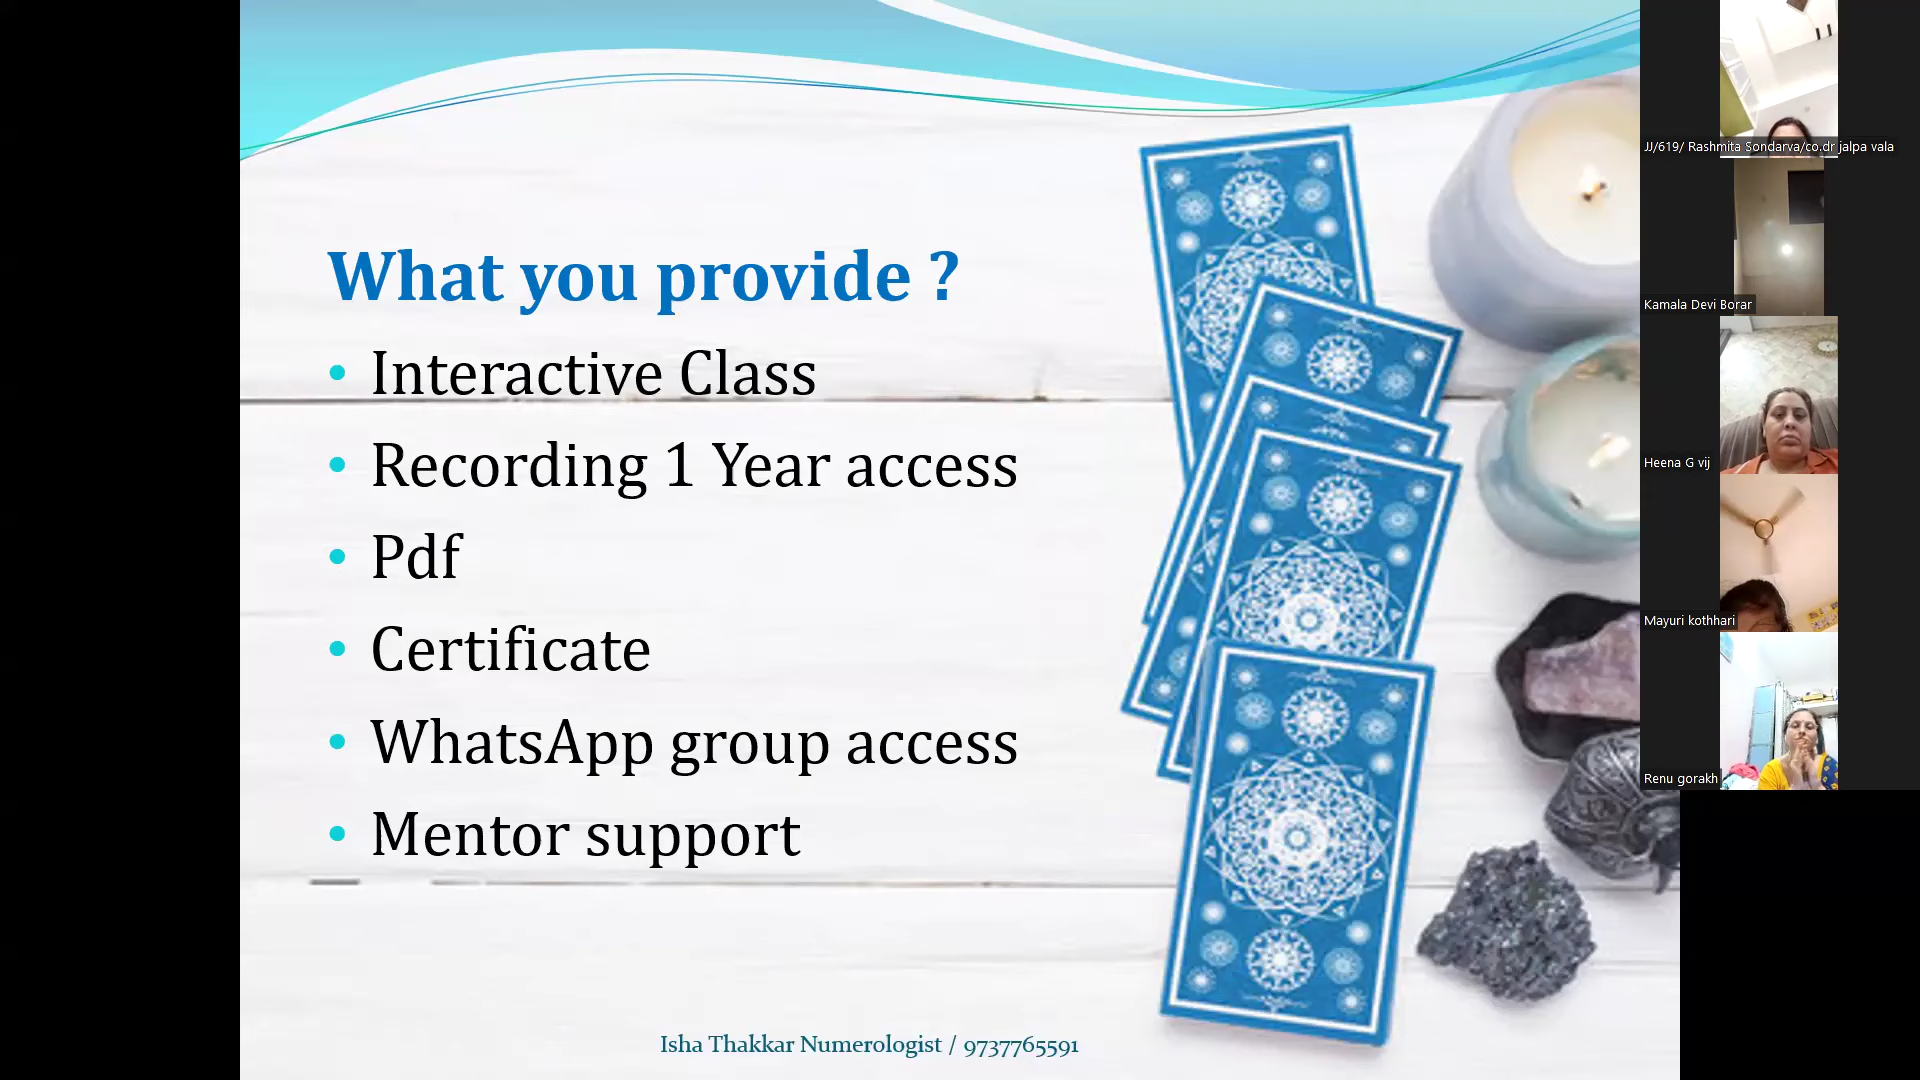 What you provide ?
• Interactive Class
• Recording 1 Year access
• Pdf
• Certificate
• WhatsApp group access
• Mentor support
Isha Thakkar Numerologist / 9737765591
JJ/619/ Rashmita Sondarva/co.dr jalpa vala
Kamala Devi Borar
Heena G vij
Mayuri kothhari
Renu gorakh